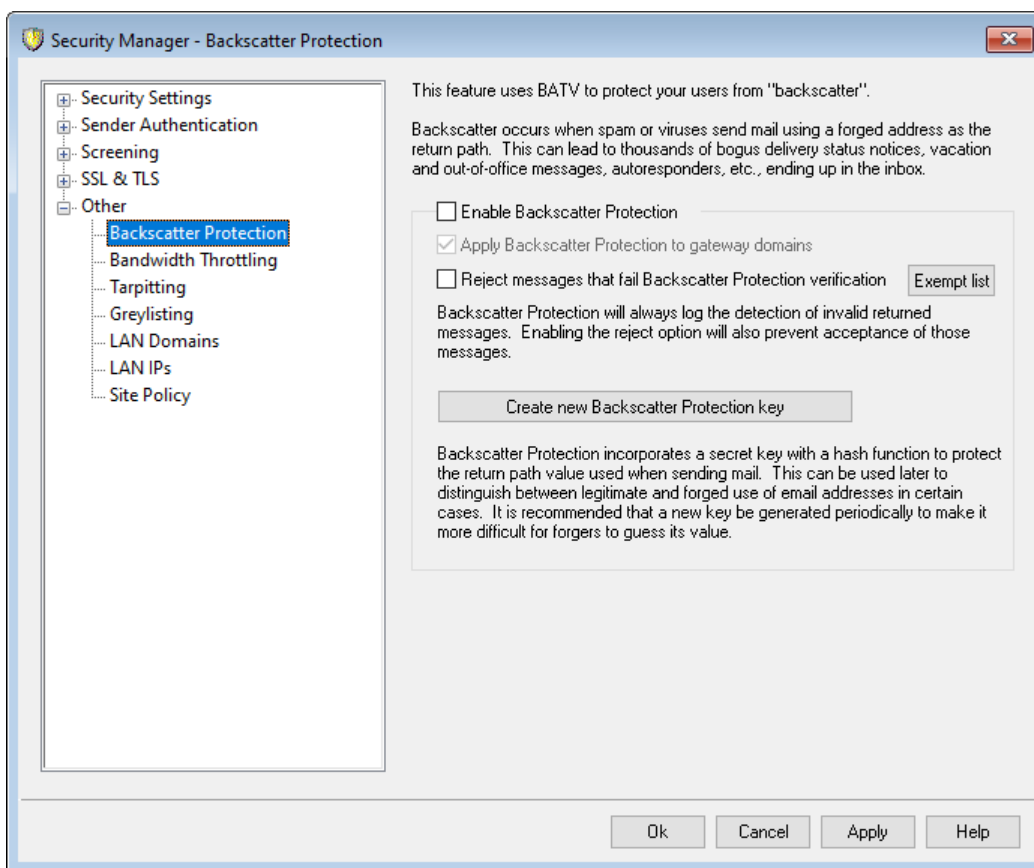 Security Manager - Backscatter Protection
Security Settings
Sender Authentication
Screening
SSL & TLS
Other
Backscatter Protection
Bandwidth Throttling
Tarpitting
Greylisting
LAN Domains
LAN IPs
Site Policy
This feature uses BATV to protect your users from "backscatter".
Backscatter occurs when spam or viruses send mail using a forged address as the
return path. This can lead to thousands of bogus delivery status notices, vacation
and out-of-office messages, autoresponders, etc., ending up in the inbox.
Enable Backscatter Protection
Apply Backscatter Protection to gateway domains
Reject messages that fail Backscatter Protection verification
Exempt list
Backscatter Protection will always log the detection of invalid returned
messages. Enabling the reject option will also prevent acceptance of those
messages.
Create new Backscatter Protection key
Backscatter Protection incorporates a secret key with a hash function to protect
the return path value used when sending mail. This can be used later to
distinguish between legitimate and forged use of email addresses in certain
cases. It is recommended that a new key be generated periodically to make it
more difficult for forgers to guess its value.
Ok
Cancel
Apply
Help